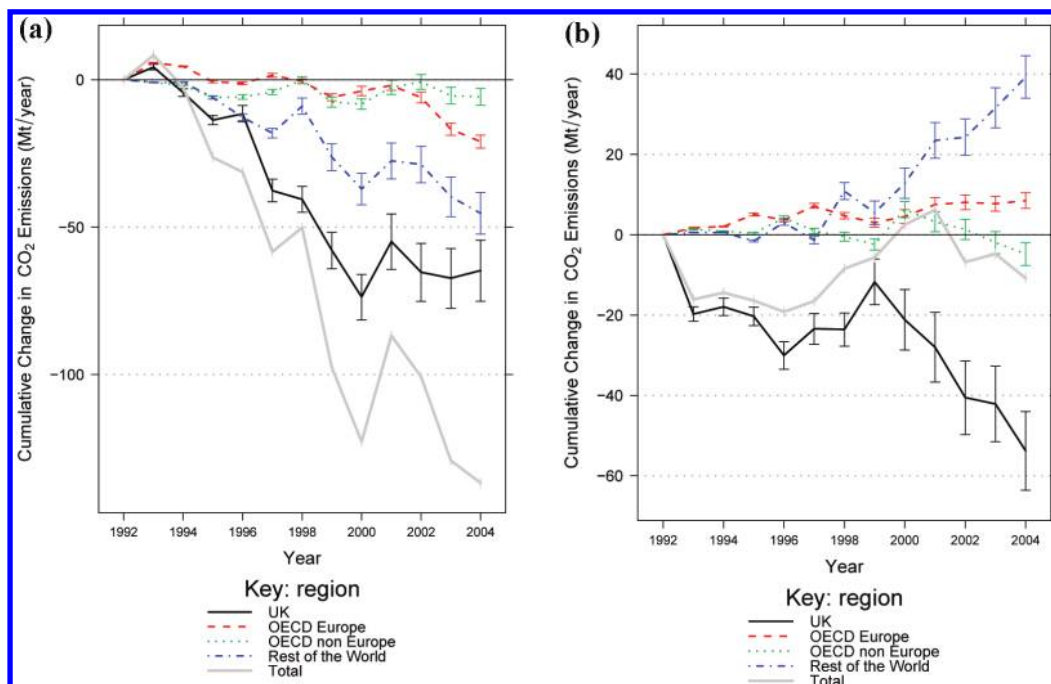 (a)
Cumulative Change in CO₂ Emissions (Mt/year)
0
−50
−100
1992 1994 1996 1998 2000 2002 2004
Year
Key: region
UK
OECD Europe
OECD non Europe
Rest of the World
Total
(b)
Cumulative Change in CO₂ Emissions (Mt/year)
40
20
0
−20
−40
−60
1992 1994 1996 1998 2000 2002 2004
Year
Key: region
UK
OECD Europe
OECD non Europe
Rest of the World
Total